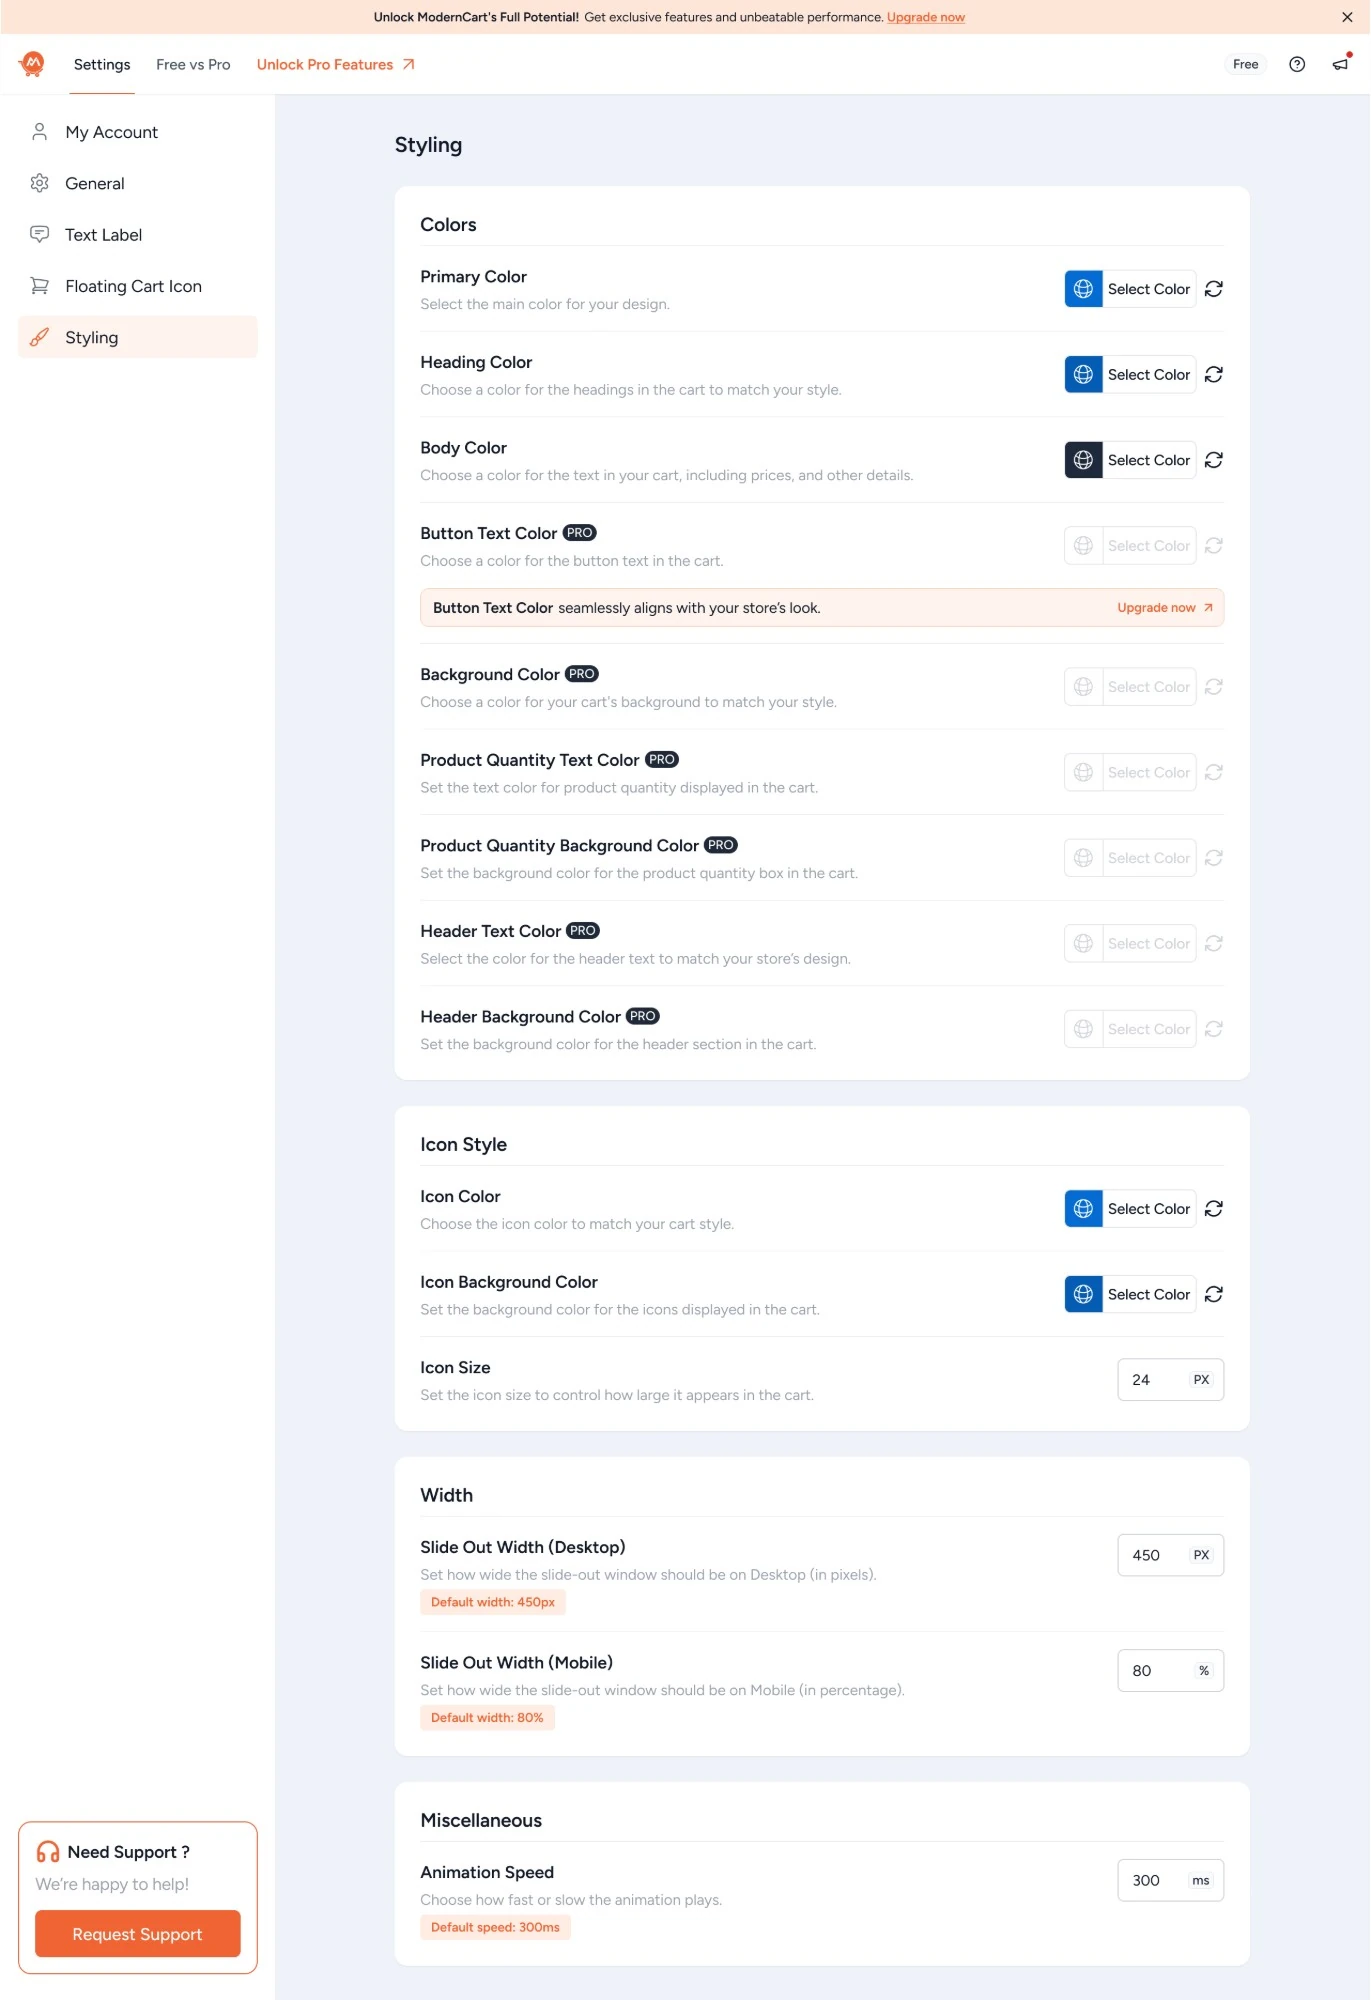 Unlock ModernCart's Full Potential! Get exclusive features and unbeatable performance. Upgrade now
Settings
Free vs Pro
Unlock Pro Features
Free
My Account
General
Text Label
Floating Cart Icon
Styling
Styling
Colors
Primary Color
Select the main color for your design.
Select Color
Heading Color
Choose a color for the headings in the cart to match your style.
Select Color
Body Color
Choose a color for the text in your cart, including prices, and other details.
Select Color
Button Text Color PRO
Choose a color for the button text in the cart.
Select Color
Button Text Color seamlessly aligns with your store’s look.
Upgrade now
Background Color PRO
Choose a color for your cart's background to match your style.
Select Color
Product Quantity Text Color PRO
Set the text color for product quantity displayed in the cart.
Select Color
Product Quantity Background Color PRO
Set the background color for the product quantity box in the cart.
Select Color
Header Text Color PRO
Select the color for the header text to match your store’s design.
Select Color
Header Background Color PRO
Set the background color for the header section in the cart.
Select Color
Icon Style
Icon Color
Choose the icon color to match your cart style.
Select Color
Icon Background Color
Set the background color for the icons displayed in the cart.
Select Color
Icon Size
Set the icon size to control how large it appears in the cart.
24 PX
Width
Slide Out Width (Desktop)
Set how wide the slide-out window should be on Desktop (in pixels).
Default width: 450px
450 PX
Slide Out Width (Mobile)
Set how wide the slide-out window should be on Mobile (in percentage).
Default width: 80%
80 %
Miscellaneous
Animation Speed
Choose how fast or slow the animation plays.
Default speed: 300ms
300 ms
Need Support ?
We’re happy to help!
Request Support